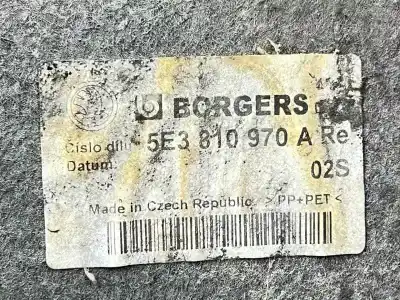 BORGERS
Číslo dílu 5E3 810 970 A Re
Datum: 02S
Made in Czech Republic >PP+PET<